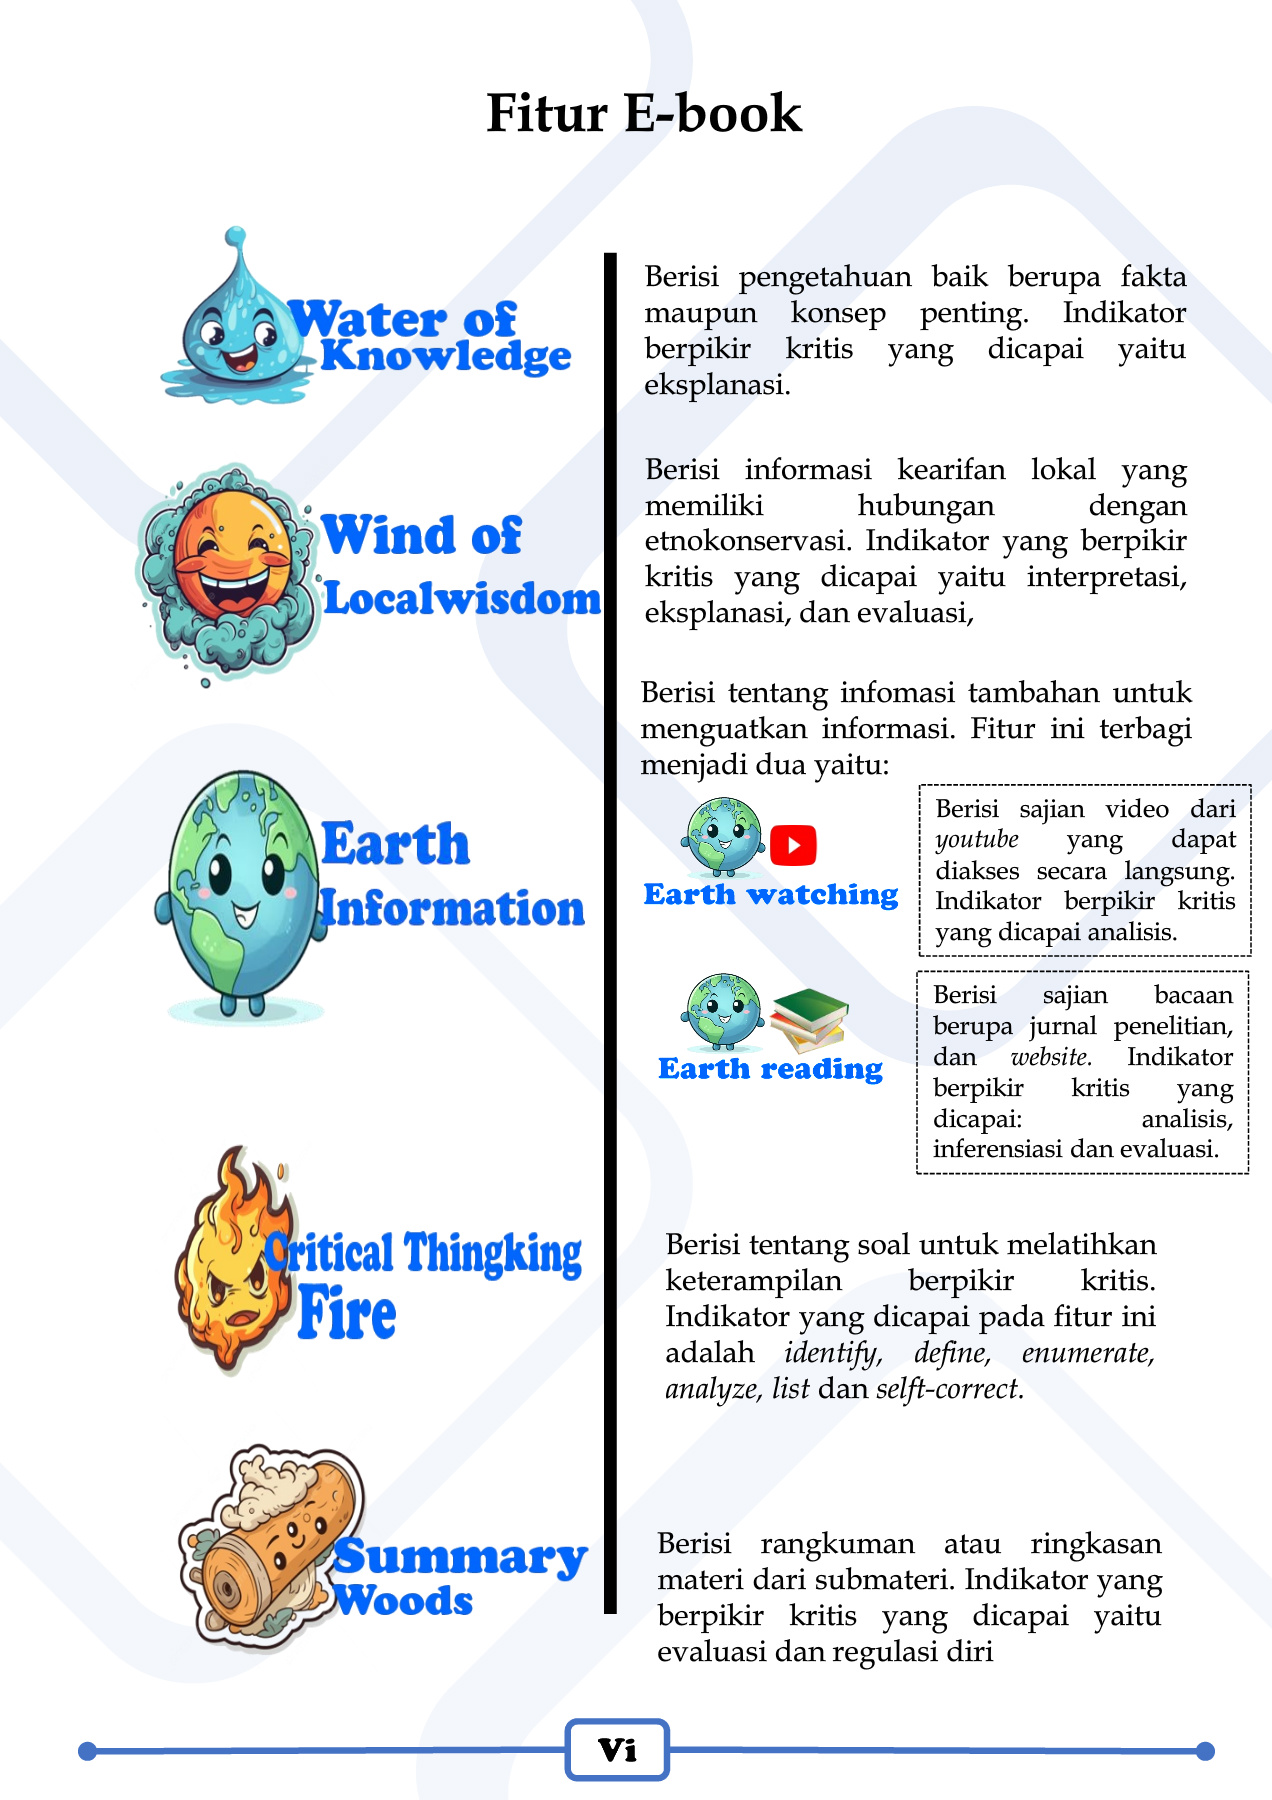 Fitur E-book
Water of
Knowledge
Berisi pengetahuan baik berupa fakta
maupun konsep penting. Indikator
berpikir kritis yang dicapai yaitu
eksplanasi.
Wind of
Localwisdom
Berisi informasi kearifan lokal yang
memiliki hubungan dengan
etnokonservasi. Indikator yang berpikir
kritis yang dicapai yaitu interpretasi,
eksplanasi, dan evaluasi,
Earth
Information
Berisi tentang infomasi tambahan untuk
menguatkan informasi. Fitur ini terbagi
menjadi dua yaitu:
Earth watching
Berisi sajian video dari
youtube yang dapat
diakses secara langsung.
Indikator berpikir kritis
yang dicapai analisis.
Earth reading
Berisi sajian bacaan
berupa jurnal penelitian,
dan website. Indikator
berpikir kritis yang
dicapai: analisis,
inferensiasi dan evaluasi.
Critical Thingking
Fire
Berisi tentang soal untuk melatihkan
keterampilan berpikir kritis.
Indikator yang dicapai pada fitur ini
adalah identify, define, enumerate,
analyze, list dan selft-correct.
Summary
Woods
Berisi rangkuman atau ringkasan
materi dari submateri. Indikator yang
berpikir kritis yang dicapai yaitu
evaluasi dan regulasi diri
Vi